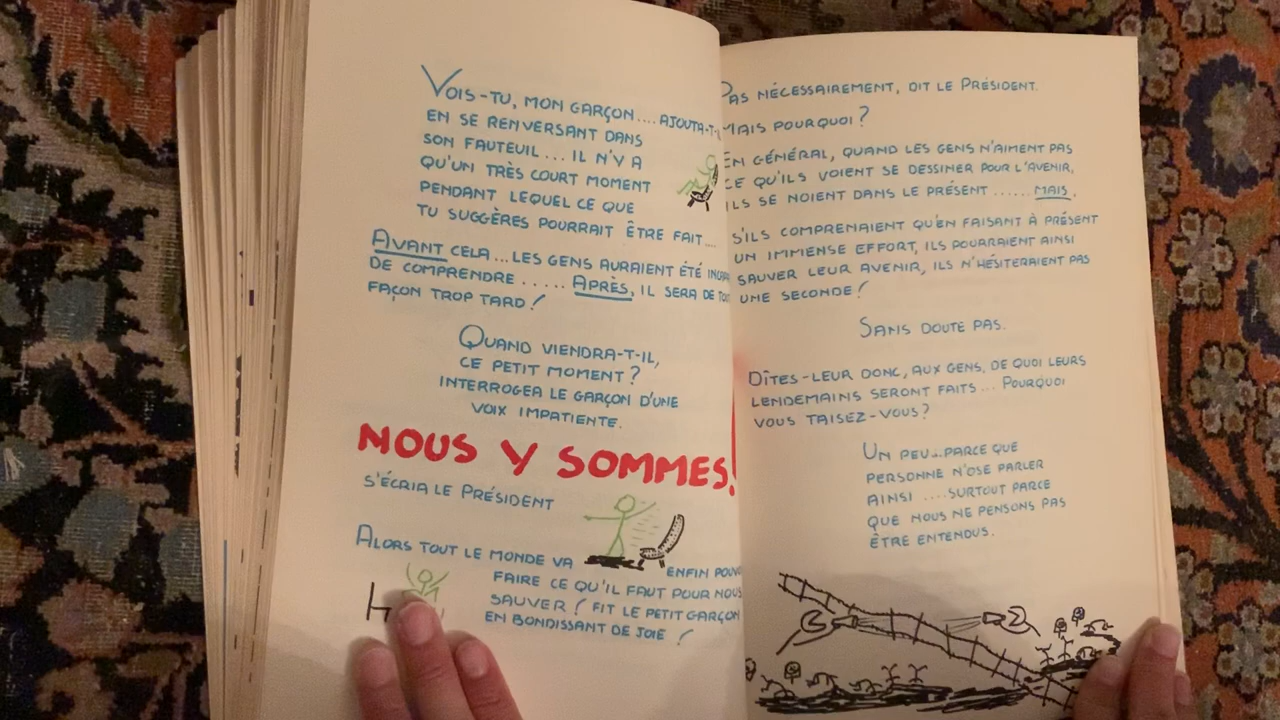 VOIS-TU, MON GARÇON.... AJOUTA-T-
EN SE RENVERSANT DANS
SON FAUTEUIL... IL N'Y A
QU'UN TRÈS COURT MOMENT
PENDANT LEQUEL CE QUE
TU SUGGÈRES POURRAIT ÊTRE FAIT....
AVANT CELA...LES GENS AURAIENT ÉTÉ
DE COMPRENDRE ..... APRÈS, IL SERA DE
FAÇON TROP TARD!
QUAND VIENDRA-T-IL,
CE PETIT MOMENT?
INTERROGEA LE GARÇON D'UNE
VOIX IMPATIENTE.
NOUS Y SOMMES!
S'ÉCRIA LE PRÉSIDENT
ALORS TOUT LE MONDE VA ENFIN
FAIRE CE QU'IL FAUT POUR NOUS
SAUVER! FIT LE PETIT GARÇON
EN BONDISSANT DE JOIE!
PAS NÉCESSAIREMENT, DIT LE PRÉSIDENT.
MAIS POURQUOI?
EN GÉNÉRAL, QUAND LES GENS N'AIMENT PAS
CE QU'ILS VOIENT SE DESSINER POUR L'AVENIR,
ILS SE NOIENT DANS LE PRÉSENT ...... MAIS.
S'ILS COMPRENAIENT QU'EN FAISANT À PRÉSENT
UN IMMENSE EFFORT, ILS POURRAIENT AINSI
SAUVER LEUR AVENIR, ILS N'HÉSITERAIENT PAS
UNE SECONDE!
SANS DOUTE PAS.
DÎTES-LEUR DONC, AUX GENS, DE QUOI LEURS
LENDEMAINS SERONT FAITS... POURQUOI
VOUS TAISEZ-VOUS?
UN PEU...PARCE QUE
PERSONNE N'OSE PARLER
AINSI ....SURTOUT PARCE
QUE NOUS NE PENSONS PAS
ÊTRE ENTENDUS.